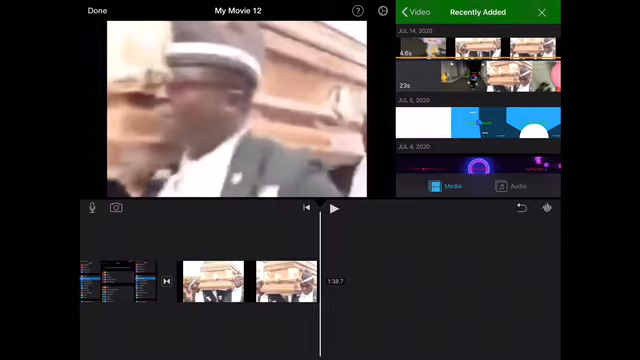 Done
My Movie 12
?
Video
Recently Added
JUL 14, 2020
4.6s
23s
JUL 5, 2020
JUL 4, 2020
Media
Audio
1:38.7